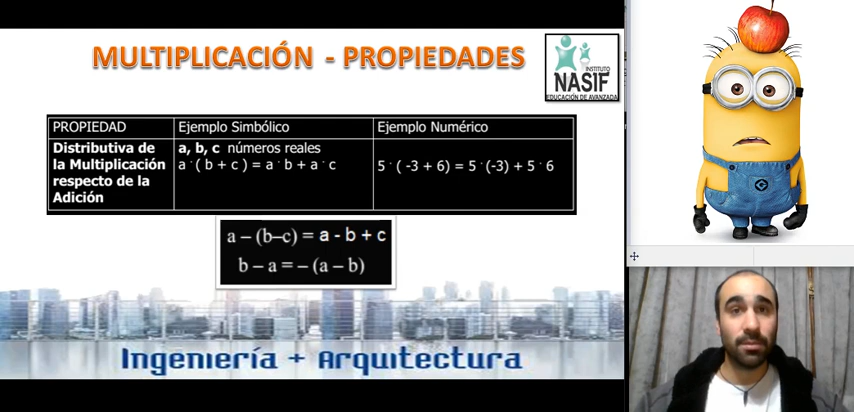 MULTIPLICACIÓN - PROPIEDADES
INSTITUTO
NASIF
EDUCACIÓN DE AVANZADA
PROPIEDAD Ejemplo Simbólico Ejemplo Numérico
Distributiva de la Multiplicación respecto de la Adición
a, b, c números reales
a · ( b + c ) = a · b + a · c
5 · ( -3 + 6) = 5 · (-3) + 5 · 6
a – (b–c) = a - b + c
b – a = – (a – b)
Ingeniería + Arquitectura